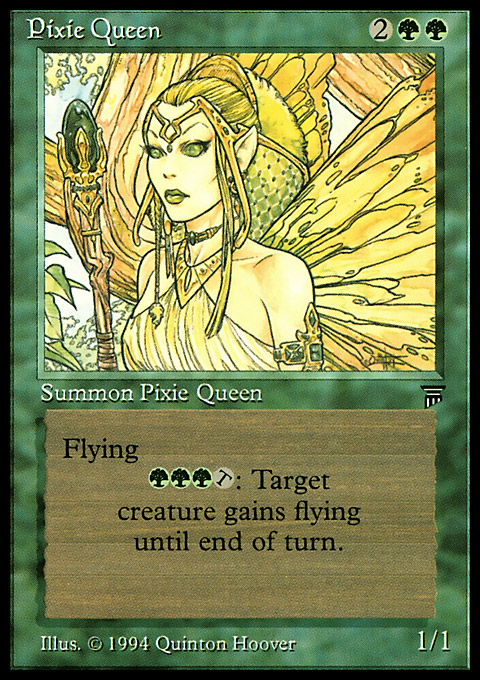 Pixie Queen 2
Summon Pixie Queen
Flying
T: Target
creature gains flying
until end of turn.
Illus. © 1994 Quinton Hoover 1/1